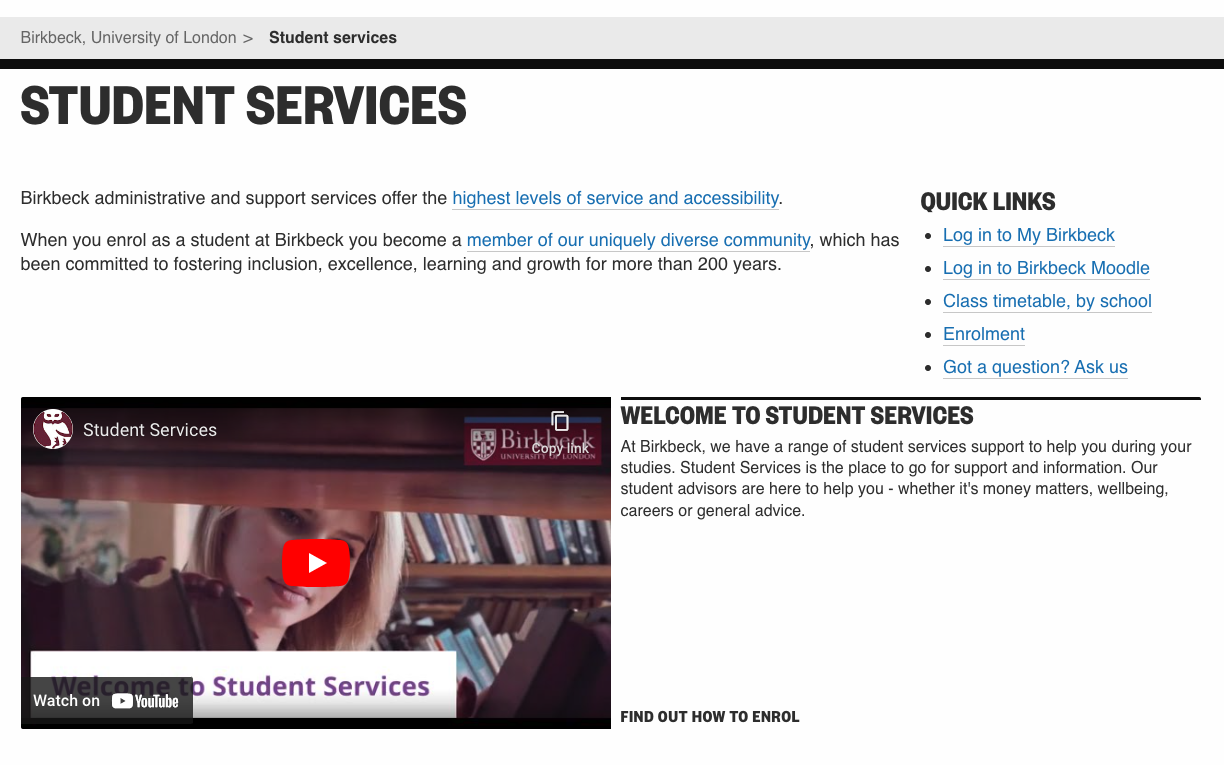 Birkbeck, University of London > Student services
STUDENT SERVICES
Birkbeck administrative and support services offer the highest levels of service and accessibility.
When you enrol as a student at Birkbeck you become a member of our uniquely diverse community, which has
been committed to fostering inclusion, excellence, learning and growth for more than 200 years.
QUICK LINKS
Log in to My Birkbeck
Log in to Birkbeck Moodle
Class timetable, by school
Enrolment
Got a question? Ask us
Student Services
Birkbeck
UNIVERSITY OF LONDON
Copy link
Welcome to Student Services
Watch on YouTube
WELCOME TO STUDENT SERVICES
At Birkbeck, we have a range of student services support to help you during your
studies. Student Services is the place to go for support and information. Our
student advisors are here to help you - whether it's money matters, wellbeing,
careers or general advice.
FIND OUT HOW TO ENROL